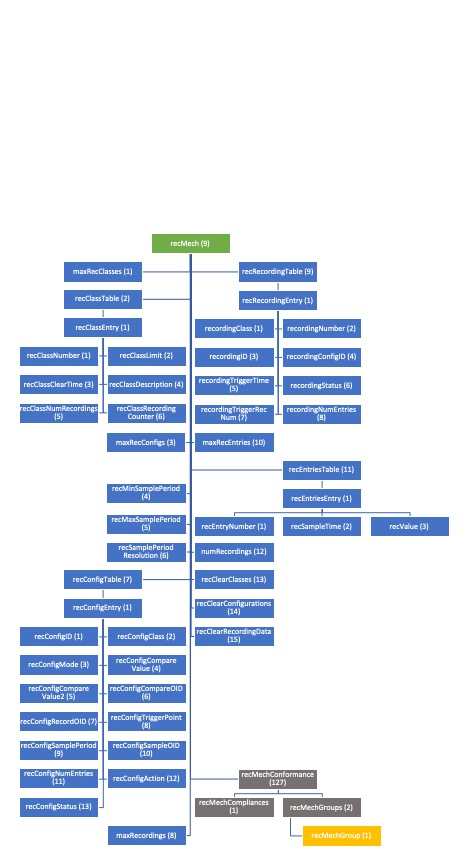 recMech (9)
maxRecClasses (1)
recRecordingTable (9)
recClassTable (2)
recRecordingEntry (1)
recClassEntry (1)
recordingClass (1)
recordingNumber (2)
recClassNumber (1)
recClassLimit (2)
recordingID (3)
recordingConfigID (4)
recClassClearTime (3)
recClassDescription (4)
recordingTriggerTime
(5)
recordingStatus (6)
recClassNumRecordings
(5)
recClassRecording
Counter (6)
recordingTriggerRec
Num (7)
recordingNumEntries
(8)
maxRecConfigs (3)
maxRecEntries (10)
recEntriesTable (11)
recMinSamplePeriod
(4)
recEntriesEntry (1)
recMaxSamplePeriod
(5)
recEntryNumber (1)
recSampleTime (2)
recValue (3)
recSamplePeriod
Resolution (6)
numRecordings (12)
recConfigTable (7)
recClearClasses (13)
recConfigEntry (1)
recClearConfigurations
(14)
recConfigID (1)
recConfigClass (2)
recClearRecordingData
(15)
recConfigMode (3)
recConfigCompare
Value (4)
recConfigCompare
Value2 (5)
recConfigCompareOID
(6)
recConfigRecordOID (7)
recConfigTriggerPoint
(8)
recConfigSamplePeriod
(9)
recConfigSampleOID
(10)
recConfigNumEntries
(11)
recConfigAction (12)
recMechConformance
(127)
recConfigStatus (13)
recMechCompliances
(1)
recMechGroups (2)
maxRecordings (8)
recMechGroup (1)